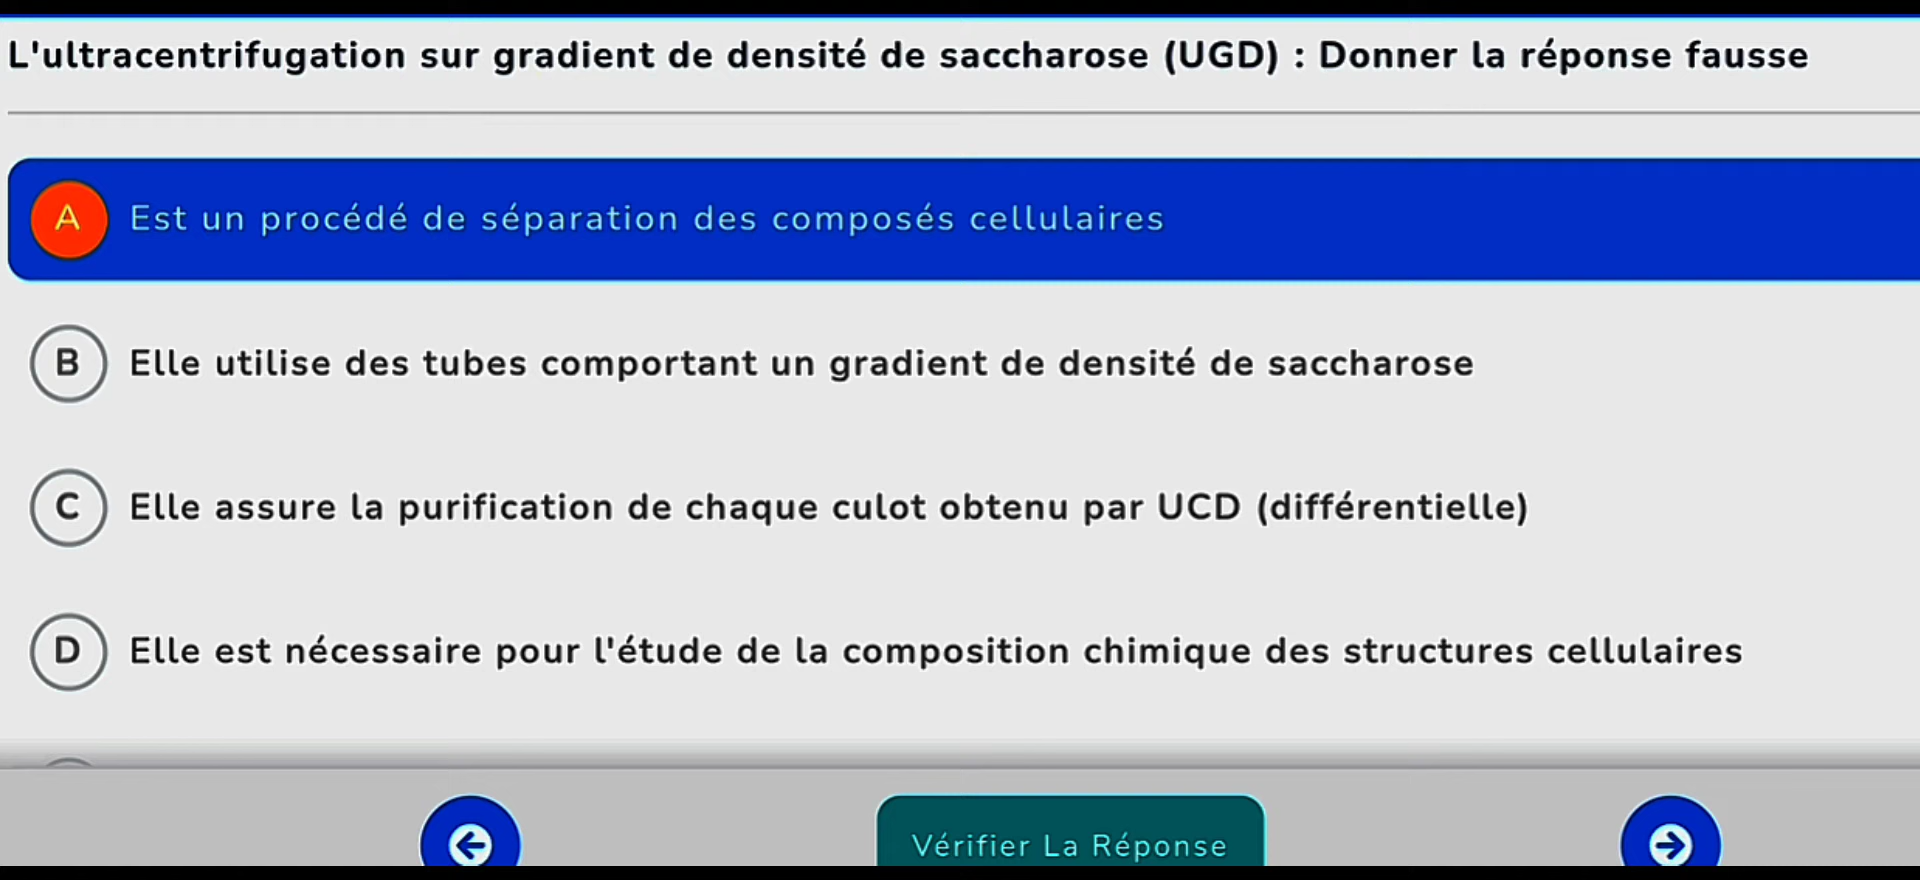 L'ultracentrifugation sur gradient de densité de saccharose (UGD) : Donner la réponse fausse
A Est un procédé de séparation des composés cellulaires
B Elle utilise des tubes comportant un gradient de densité de saccharose
C Elle assure la purification de chaque culot obtenu par UCD (différentielle)
D Elle est nécessaire pour l'étude de la composition chimique des structures cellulaires
Vérifier La Réponse